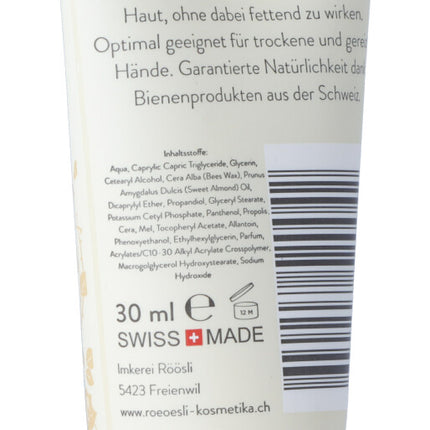 Haut, ohne dabei fettend zu wirken.
Optimal geeignet für trockene und
Hände. Garantierte Natürlichkeit
Bienenprodukten aus der Schweiz.
Inhaltsstoffe:
Aqua, Caprylic Capric Triglyceride, Glycerin,
Cetearyl Alcohol, Cera Alba (Bees Wax), Prunus
Amygdalus Dulcis (Sweet Almond) Oil,
Dicaprylyl Ether, Propandiol, Glyceryl Stearate,
Potassium Cetyl Phosphate, Panthenol, Propolis,
Cera, Mel, Tocopheryl Acetate, Allantoin,
Phenoxyethanol, Ethylhexylglycerin, Parfum,
Acrylates/C10-30 Alkyl Acrylate Crosspolymer,
Macrogolglycerol Hydroxystearate, Sodium
Hydroxide
30 ml 12 M
SWISS MADE
Imkerei Röösli
5423 Freienwil
www.roeoesli-kosmetika.ch